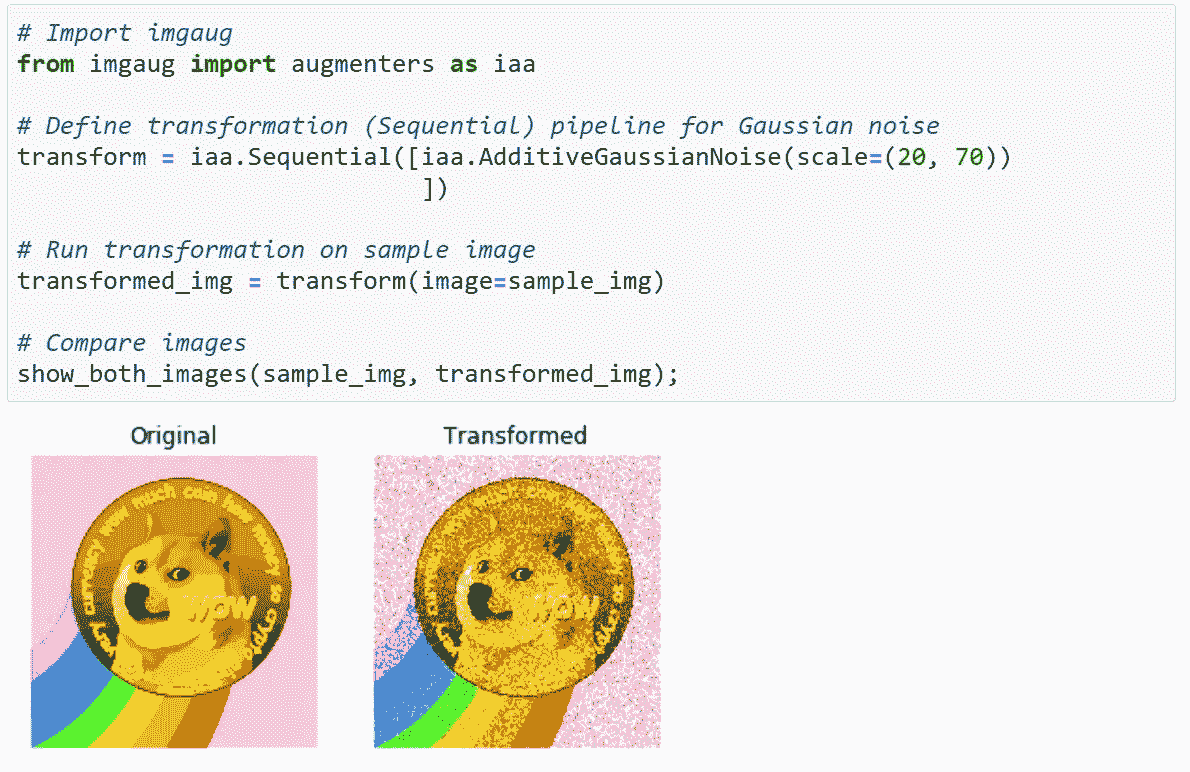 # Import imgaug
from imgaug import augmenters as iaa
# Define transformation (Sequential) pipeline for Gaussian noise
transform = iaa.Sequential([iaa.AdditiveGaussianNoise(scale=(20, 70))
])
# Run transformation on sample image
transformed_img = transform(image=sample_img)
# Compare images
show_both_images(sample_img, transformed_img);
Original Transformed
WOW WOW